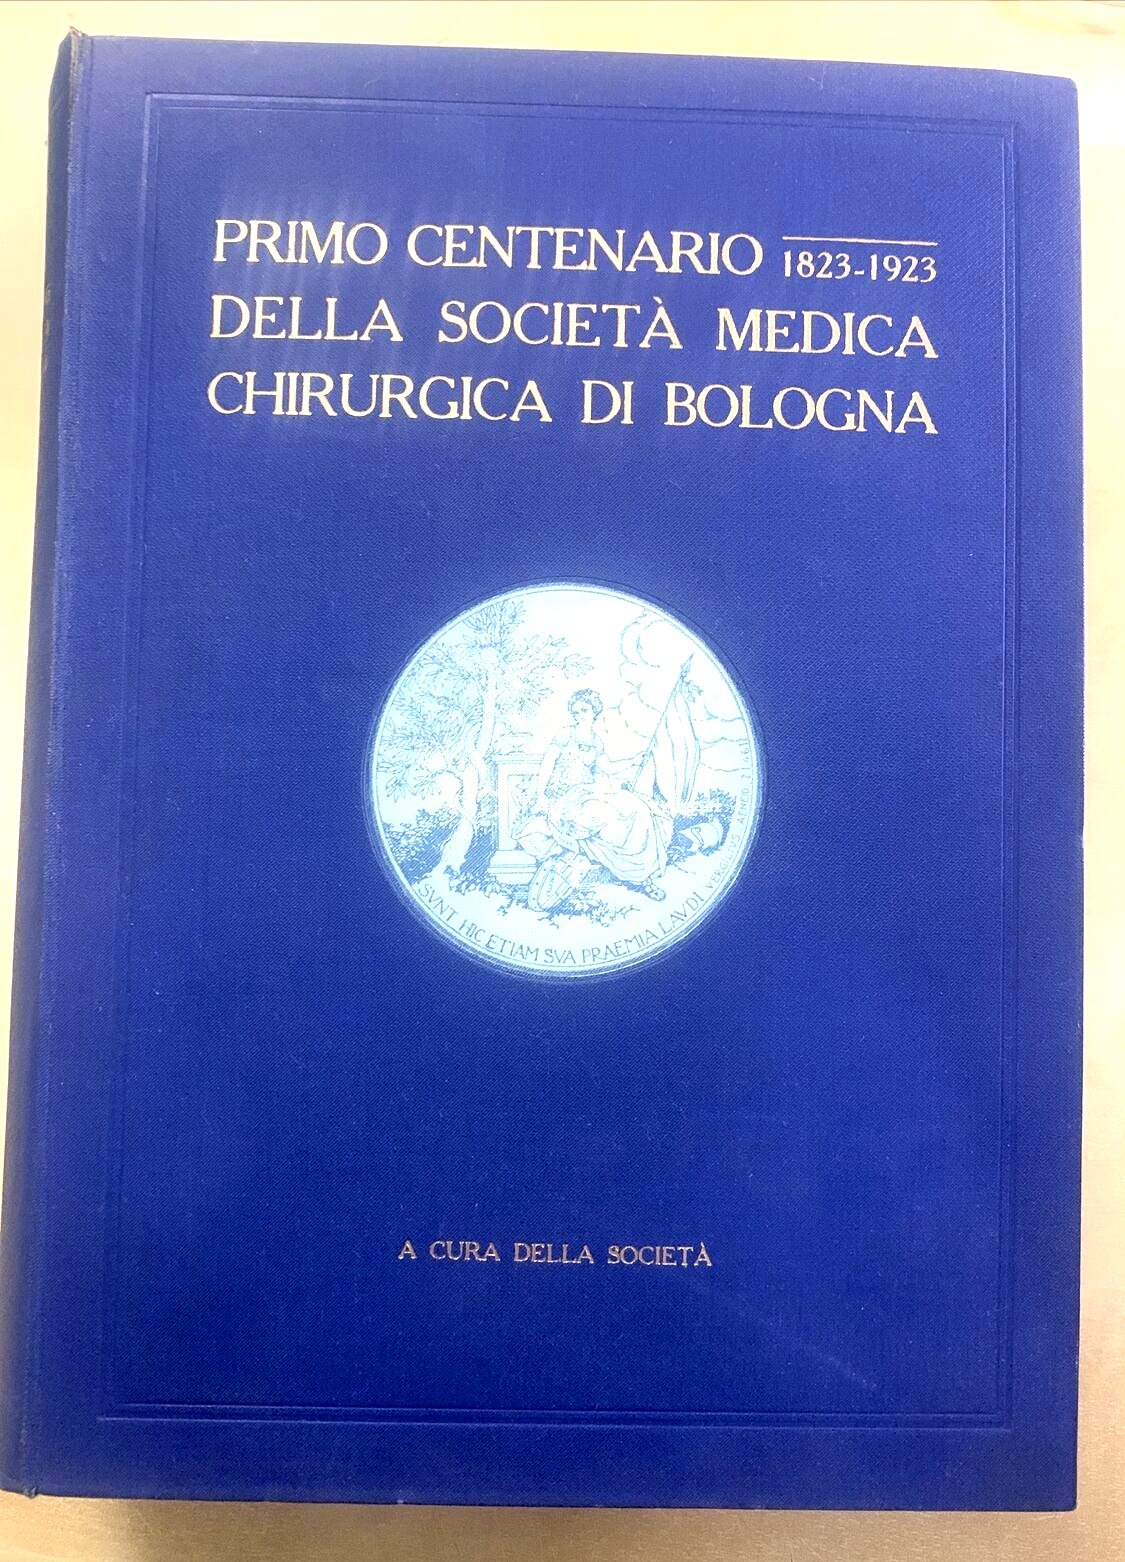 PRIMO CENTENARIO 1823-1923
DELLA SOCIETÀ MEDICA
CHIRURGICA DI BOLOGNA
SVNT HIC ETIAM SVA PRAEMIA LAVDI
A CURA DELLA SOCIETÀ